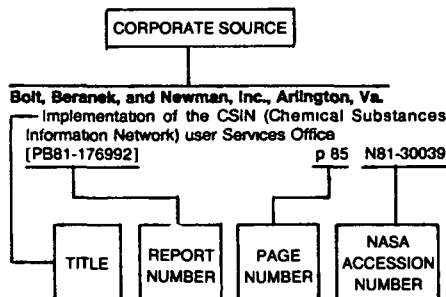 CORPORATE SOURCE
Bolt, Beranek, and Newman, Inc., Arlington, Va.
Implementation of the CSIN (Chemical Substances
Information Network) user Services Office
[PB81-176992] p 85 N81-30039
TITLE
REPORT
NUMBER
PAGE
NUMBER
NASA
ACCESSION
NUMBER